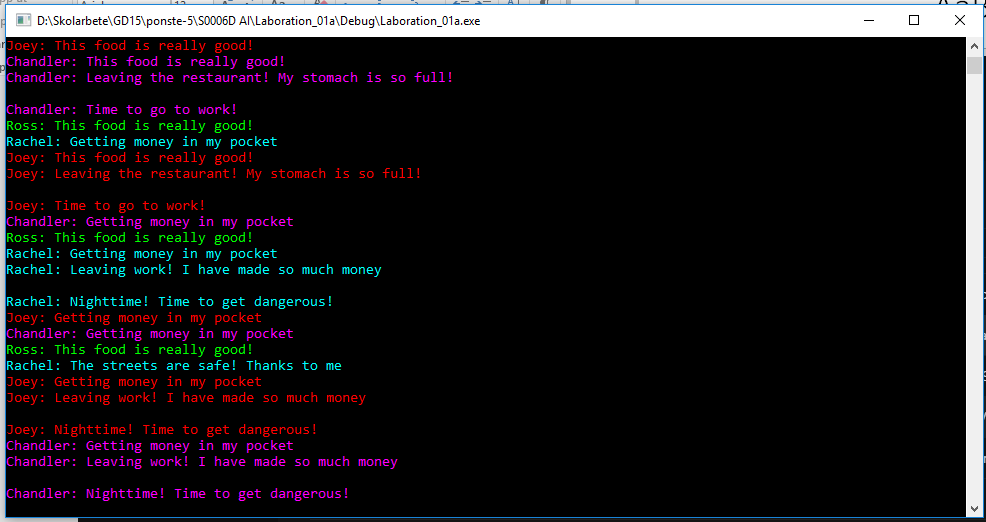 D:\Skolarbete\GD15\ponste-5\S0006D AI\Laboration_01a\Debug\Laboration_01a.exe
Joey: This food is really good!
Chandler: This food is really good!
Chandler: Leaving the restaurant! My stomach is so full!
Chandler: Time to go to work!
Ross: This food is really good!
Rachel: Getting money in my pocket
Joey: This food is really good!
Joey: Leaving the restaurant! My stomach is so full!
Joey: Time to go to work!
Chandler: Getting money in my pocket
Ross: This food is really good!
Rachel: Getting money in my pocket
Rachel: Leaving work! I have made so much money
Rachel: Nighttime! Time to get dangerous!
Joey: Getting money in my pocket
Chandler: Getting money in my pocket
Ross: This food is really good!
Rachel: The streets are safe! Thanks to me
Joey: Getting money in my pocket
Joey: Leaving work! I have made so much money
Joey: Nighttime! Time to get dangerous!
Chandler: Getting money in my pocket
Chandler: Leaving work! I have made so much money
Chandler: Nighttime! Time to get dangerous!